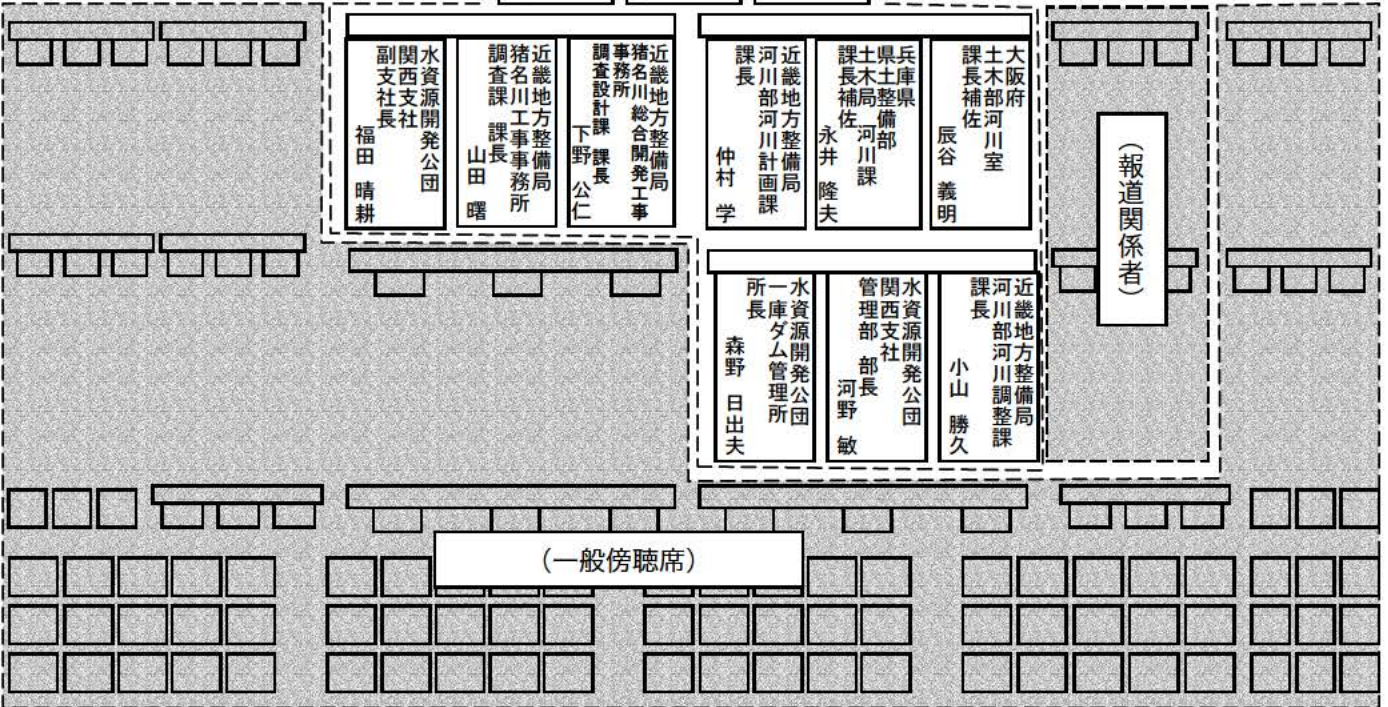 大阪府
土木部河川室
課長補佐
辰谷 義明
兵庫県
県土整備部
土木局 河川課
課長補佐
永井 隆夫
近畿地方整備局
河川部河川計画課
課長
仲村 学
近畿地方整備局
猪名川総合開発工事
事務所
調査設計課 課長
下野 公仁
近畿地方整備局
猪名川工事事務所
調査課 課長
山田 曙
水資源開発公団
関西支社
副支社長
福田 晴耕
(報道関係者)
近畿地方整備局
河川部河川調整課
課長
小山 勝久
水資源開発公団
関西支社
管理部 部長
河野 敏
水資源開発公団
一庫ダム管理所
所長
森野 日出夫
(一般傍聴席)